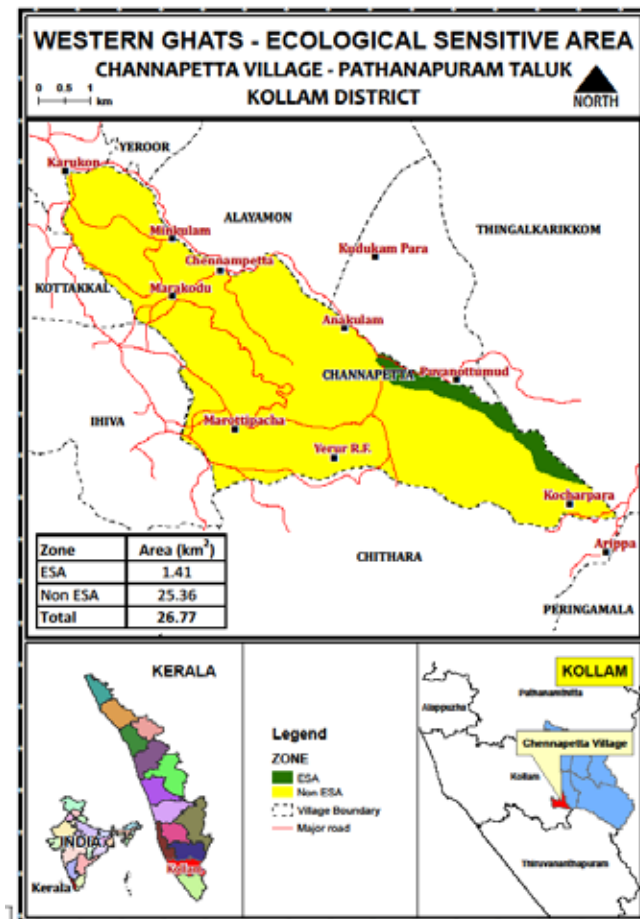 WESTERN GHATS - ECOLOGICAL SENSITIVE AREA
CHANNAPETTA VILLAGE - PATHANAPURAM TALUK
KOLLAM DISTRICT
0 0.5 1
km
NORTH
YEROOR
Karukon
ALAYAMON
THINGALKARIKKOM
Minkulam
Kudukam Para
Chennampetta
KOTTAKKAL
Marakodu
Anakulam
CHANNAPETTA
Payanottumud
IHIVA
Marottipacha
Yerur R.F.
Kocharpara
Arippa
CHITHARA
PERINGAMALA
Zone Area (km²)
ESA 1.41
Non ESA 25.36
Total 26.77
KERALA
INDIA
Kerala
Kollam
Legend
ZONE
ESA
Non ESA
Village Boundary
Major road
KOLLAM
Pathanamthitta
Alappuzha
Chennapetta Village
Kollam
Thiruvananthapuram